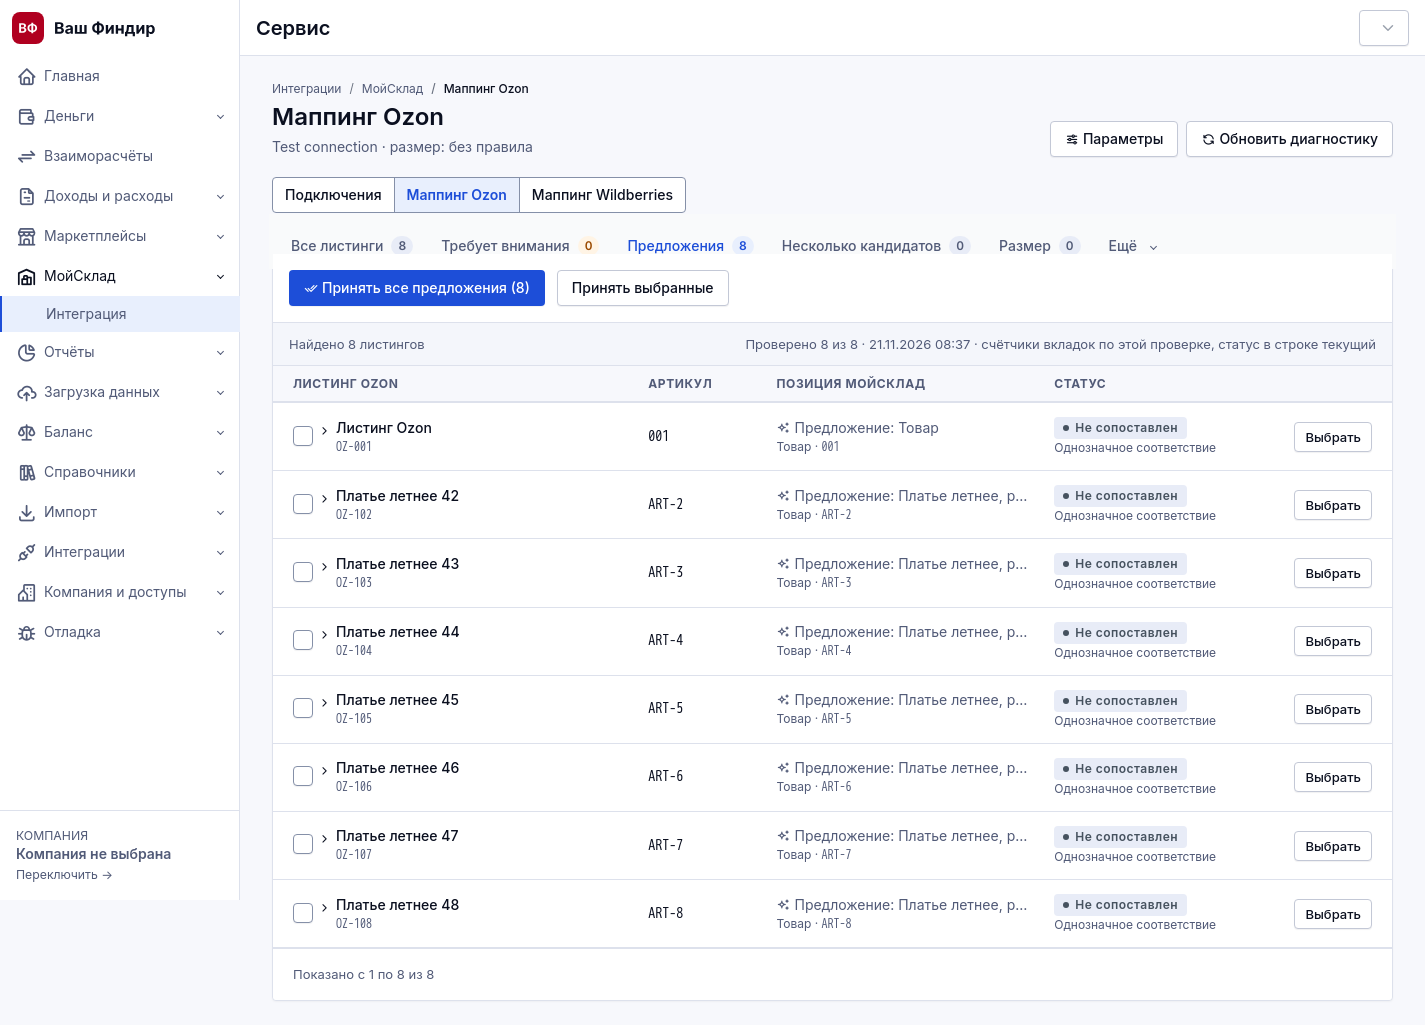 ВФ Ваш Финдир
Сервис
Главная
Деньги
Взаиморасчёты
Доходы и расходы
Маркетплейсы
МойСклад
Интеграция
Отчёты
Загрузка данных
Баланс
Справочники
Импорт
Интеграции
Компания и доступы
Отладка
КОМПАНИЯ
Компания не выбрана
Переключить →
Интеграции / МойСклад / Маппинг Ozon
Маппинг Ozon
Test connection · размер: без правила
Параметры Обновить диагностику
Подключения Маппинг Ozon Маппинг Wildberries
Все листинги 8 Требует внимания 0 Предложения 8 Несколько кандидатов 0 Размер 0 Ещё
Принять все предложения (8) Принять выбранные
Найдено 8 листингов Проверено 8 из 8 · 21.11.2026 08:37 · счётчики вкладок по этой проверке, статус в строке текущий
ЛИСТИНГ OZON АРТИКУЛ ПОЗИЦИЯ МОЙСКЛАД СТАТУС
Листинг Ozon 001 Предложение: Товар Не сопоставлен Выбрать
OZ-001 Товар · 001 Однозначное соответствие
Платье летнее 42 ART-2 Предложение: Платье летнее, р… Не сопоставлен Выбрать
OZ-102 Товар · ART-2 Однозначное соответствие
Платье летнее 43 ART-3 Предложение: Платье летнее, р… Не сопоставлен Выбрать
OZ-103 Товар · ART-3 Однозначное соответствие
Платье летнее 44 ART-4 Предложение: Платье летнее, р… Не сопоставлен Выбрать
OZ-104 Товар · ART-4 Однозначное соответствие
Платье летнее 45 ART-5 Предложение: Платье летнее, р… Не сопоставлен Выбрать
OZ-105 Товар · ART-5 Однозначное соответствие
Платье летнее 46 ART-6 Предложение: Платье летнее, р… Не сопоставлен Выбрать
OZ-106 Товар · ART-6 Однозначное соответствие
Платье летнее 47 ART-7 Предложение: Платье летнее, р… Не сопоставлен Выбрать
OZ-107 Товар · ART-7 Однозначное соответствие
Платье летнее 48 ART-8 Предложение: Платье летнее, р… Не сопоставлен Выбрать
OZ-108 Товар · ART-8 Однозначное соответствие
Показано с 1 по 8 из 8